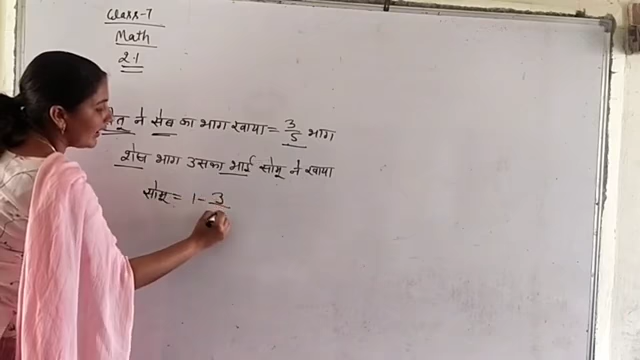 Class-7
Math
2.1
ने सेब का भाग खाया = 3/5 भाग
शेष भाग उसका भाई सोमू ने खाया
सोमू = 1 - 3